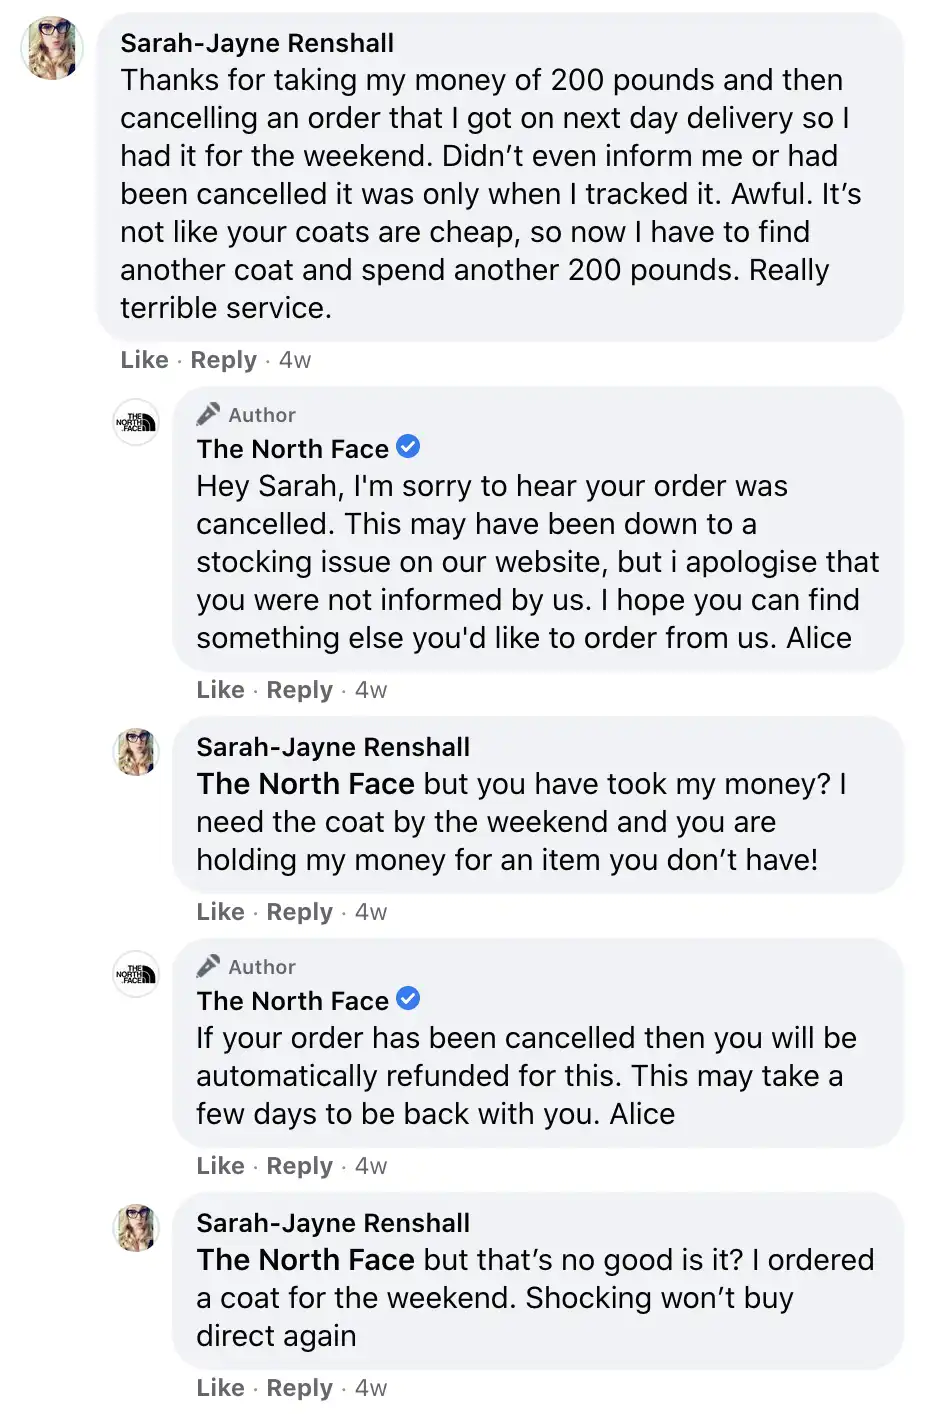 Sarah-Jayne Renshall
Thanks for taking my money of 200 pounds and then
cancelling an order that I got on next day delivery so I
had it for the weekend. Didn’t even inform me or had
been cancelled it was only when I tracked it. Awful. It’s
not like your coats are cheap, so now I have to find
another coat and spend another 200 pounds. Really
terrible service.
Like · Reply · 4w
THE
NORTH
FACE
Author
The North Face
Hey Sarah, I'm sorry to hear your order was
cancelled. This may have been down to a
stocking issue on our website, but i apologise that
you were not informed by us. I hope you can find
something else you'd like to order from us. Alice
Like · Reply · 4w
Sarah-Jayne Renshall
The North Face but you have took my money? I
need the coat by the weekend and you are
holding my money for an item you don’t have!
Like · Reply · 4w
THE
NORTH
FACE
Author
The North Face
If your order has been cancelled then you will be
automatically refunded for this. This may take a
few days to be back with you. Alice
Like · Reply · 4w
Sarah-Jayne Renshall
The North Face but that’s no good is it? I ordered
a coat for the weekend. Shocking won’t buy
direct again
Like · Reply · 4w